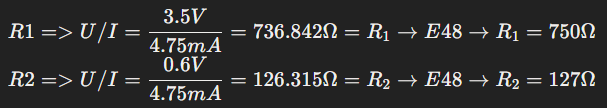 R1 => U/I = 3.5V/4.75mA = 736.842Ω = R₁ → E48 → R₁ = 750Ω
R2 => U/I = 0.6V/4.75mA = 126.315Ω = R₂ → E48 → R₂ = 127Ω